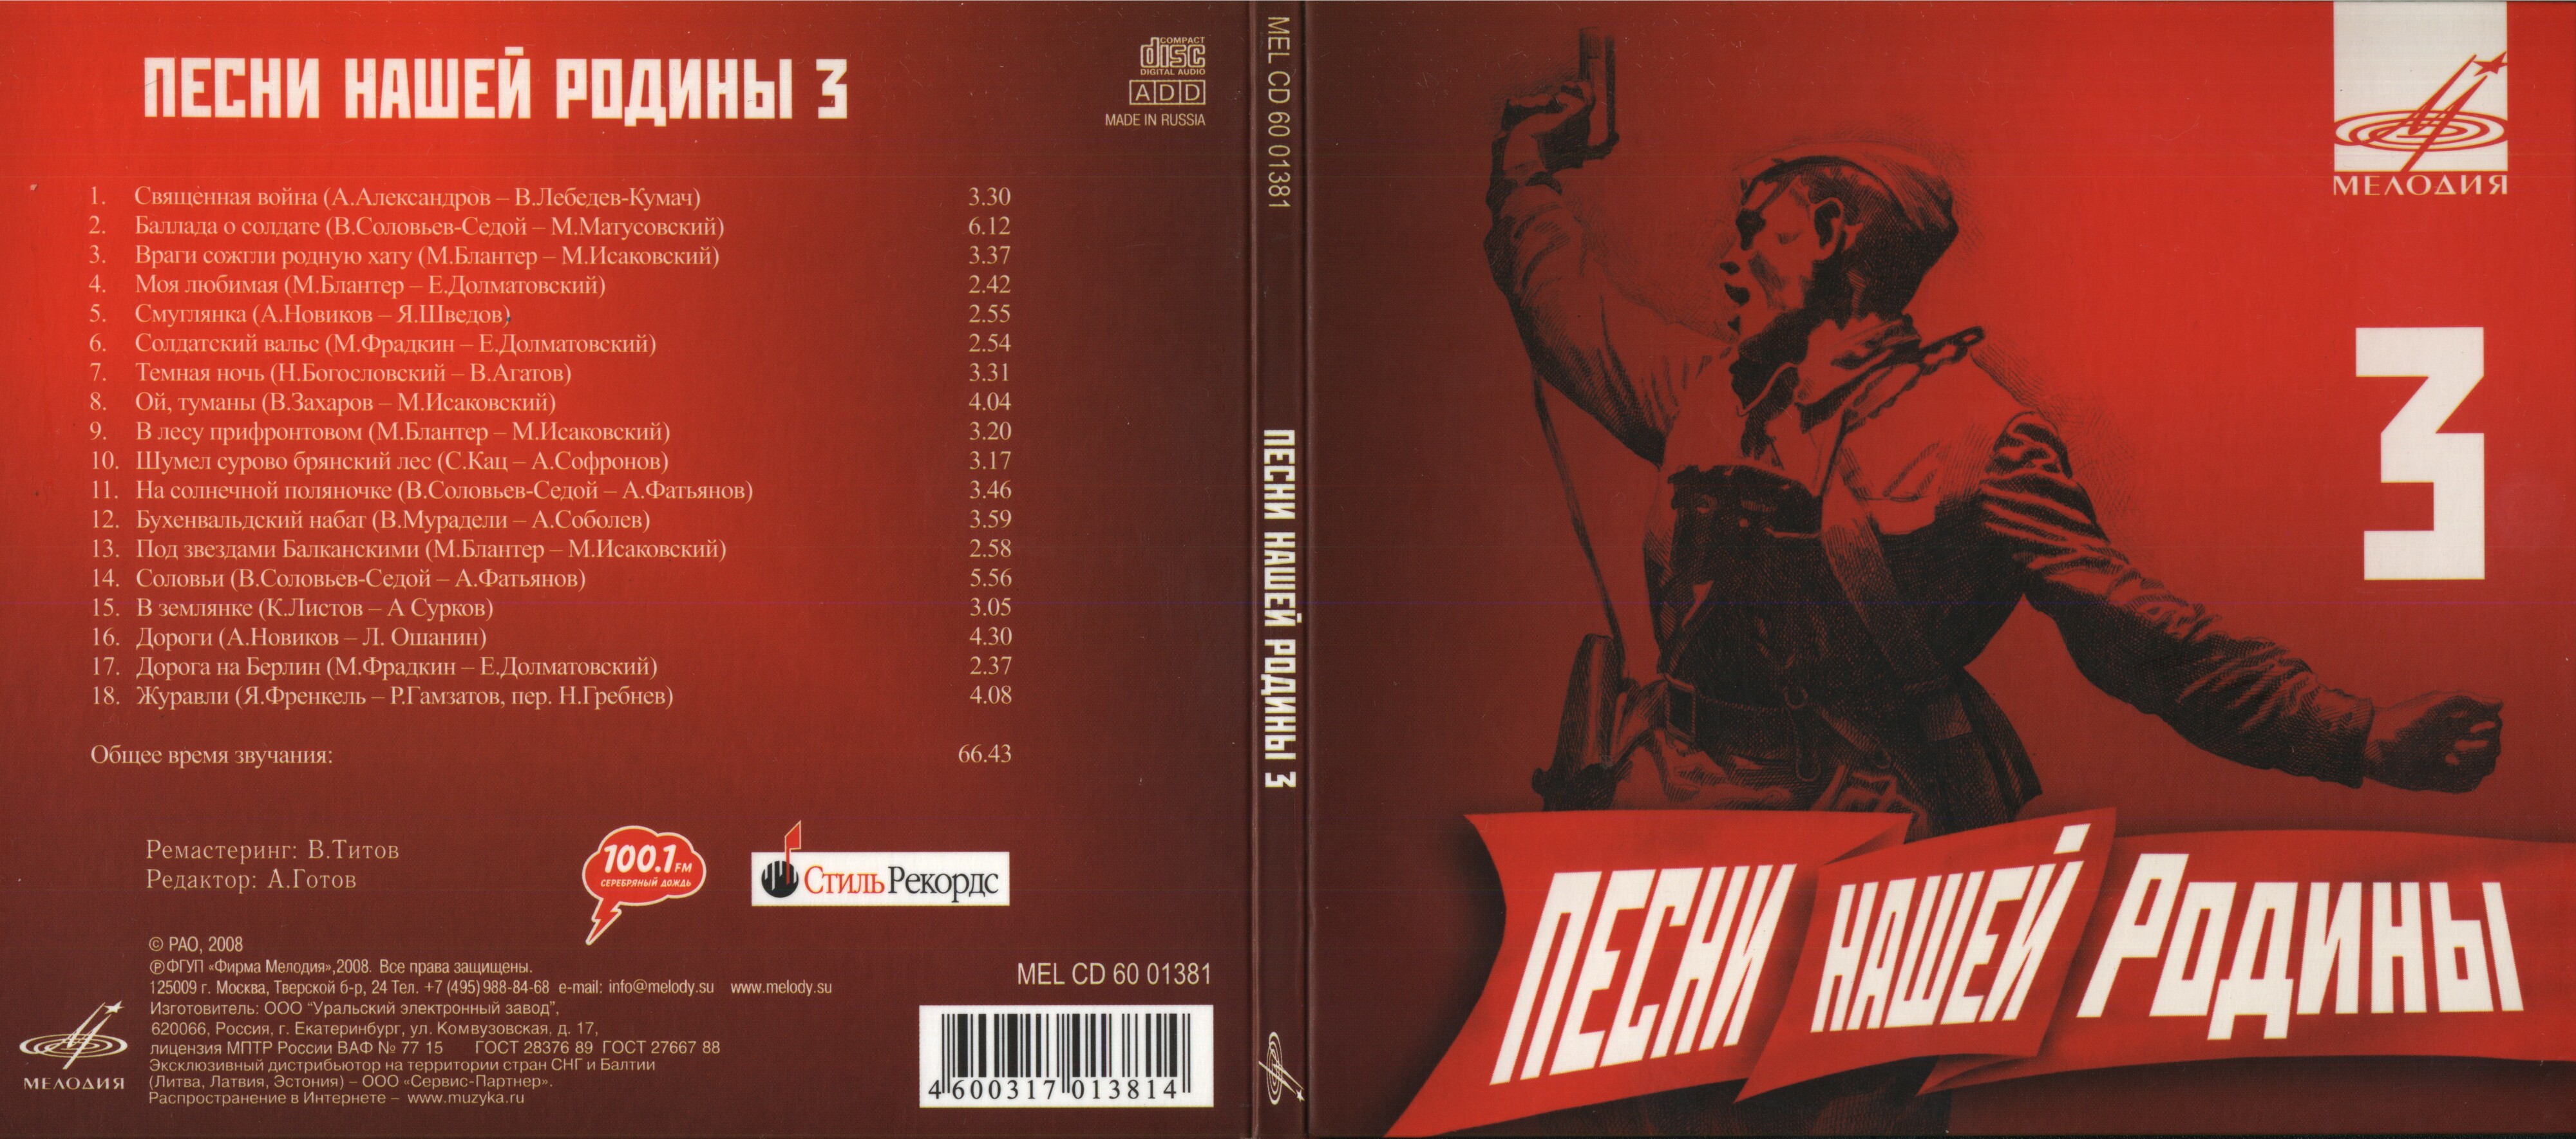 ПЕСНИ НАШЕЙ РОДИНЫ 3
COMPACT
disc
DIGITAL AUDIO
ADD
MADE IN RUSSIA
1. Священная война (А.Александров – В.Лебедев-Кумач) 3.30
2. Баллада о солдате (В.Соловьев-Седой – М.Матусовский) 6.12
3. Враги сожгли родную хату (М.Блантер – М.Исаковский) 3.37
4. Моя любимая (М.Блантер – Е.Долматовский) 2.42
5. Смуглянка (А.Новиков – Я.Шведов) 2.55
6. Солдатский вальс (М.Фрадкин – Е.Долматовский) 2.54
7. Темная ночь (Н.Богословский – В.Агатов) 3.31
8. Ой, туманы (В.Захаров – М.Исаковский) 4.04
9. В лесу прифронтовом (М.Блантер – М.Исаковский) 3.20
10. Шумел сурово брянский лес (С.Кац – А.Софронов) 3.17
11. На солнечной поляночке (В.Соловьев-Седой – А.Фатьянов) 3.46
12. Бухенвальдский набат (В.Мурадели – А.Соболев) 3.59
13. Под звездами Балканскими (М.Блантер – М.Исаковский) 2.58
14. Соловьи (В.Соловьев-Седой – А.Фатьянов) 5.56
15. В землянке (К.Листов – А Сурков) 3.05
16. Дороги (А.Новиков – Л. Ошанин) 4.30
17. Дорога на Берлин (М.Фрадкин – Е.Долматовский) 2.37
18. Журавли (Я.Френкель – Р.Гамзатов, пер. Н.Гребнев) 4.08
Общее время звучания: 66.43
Ремастеринг: В.Титов
Редактор: А.Готов
100.1 FM
СЕРЕБРЯНЫЙ ДОЖДЬ
СтильРекордс
© РАО, 2008
℗ФГУП «Фирма Мелодия»,2008. Все права защищены.
125009 г. Москва, Тверской б-р, 24 Тел. +7 (495) 988-84-68 e-mail: info@melody.su www.melody.su
Изготовитель: ООО "Уральский электронный завод",
620066, Россия, г. Екатеринбург, ул. Комвузовская, д. 17,
лицензия МПТР России ВАФ № 77 15 ГОСТ 28376 89 ГОСТ 27667 88
Эксклюзивный дистрибьютор на территории стран СНГ и Балтии
(Литва, Латвия, Эстония) – ООО «Сервис-Партнер».
Распространение в Интернете – www.muzyka.ru
МЕЛОДИЯ
MEL CD 60 01381
4 600317 013814
MEL CD 60 01381
ПЕСНИ НАШЕЙ РОДИНЫ 3
МЕЛОДИЯ
3
ПЕСНИ НАШЕЙ РОДИНЫ